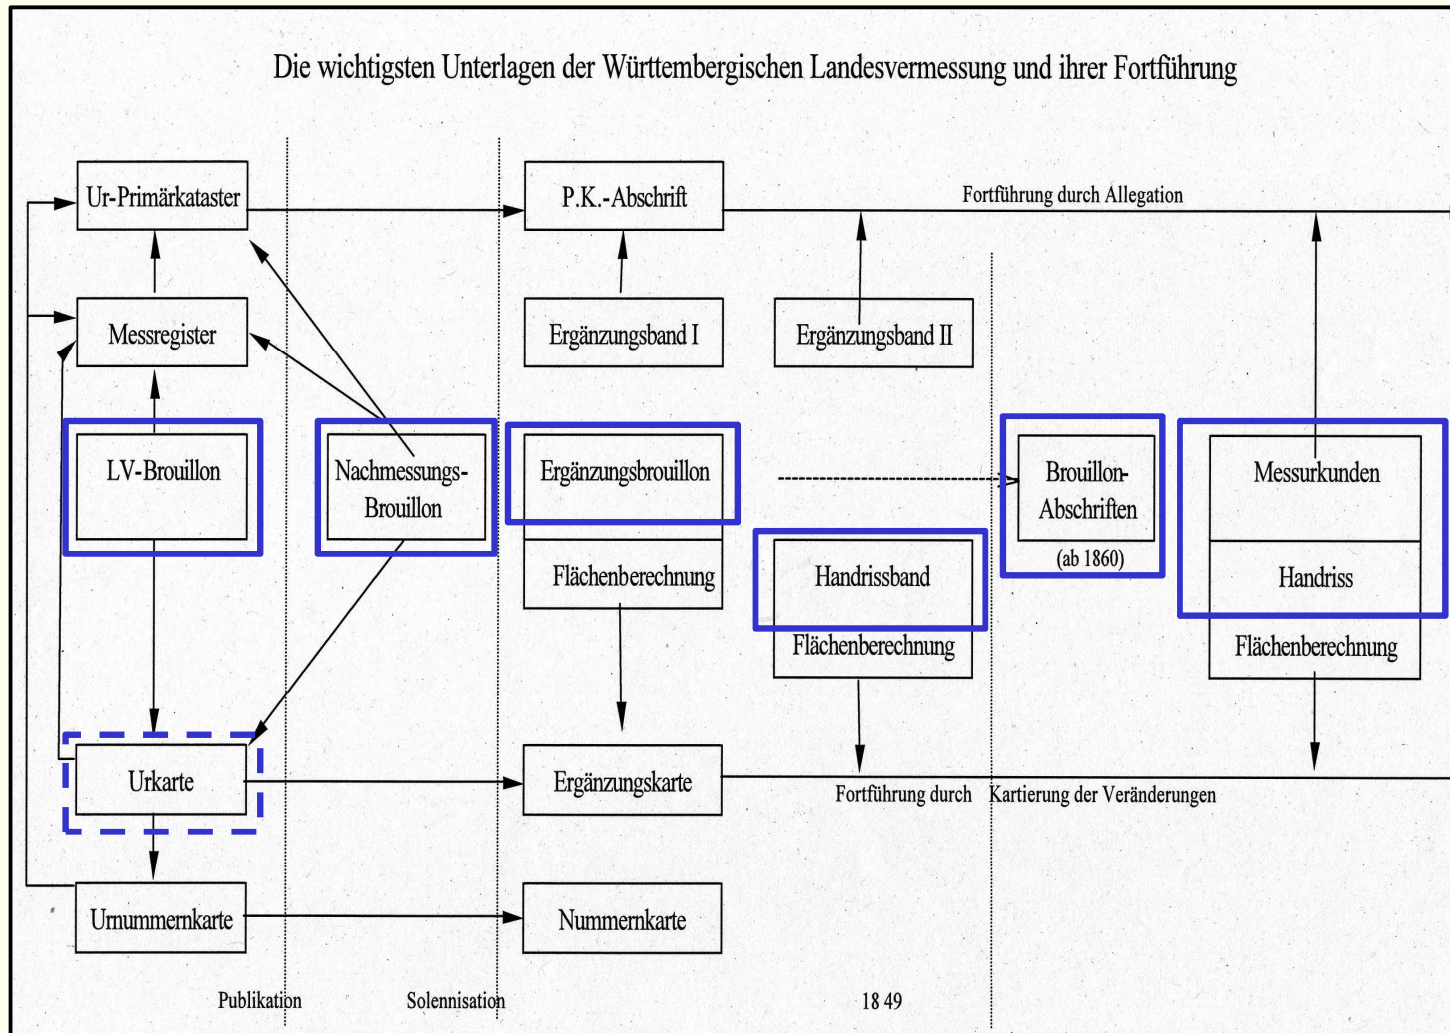 Die wichtigsten Unterlagen der Württembergischen Landesvermessung und ihrer Fortführung
Ur-Primärkataster
P.K.-Abschrift
Fortführung durch Allegation
Messregister
Ergänzungsband I
Ergänzungsband II
LV-Brouillon
Nachmessungs-
Brouillon
Ergänzungsbrouillon
Brouillon-
Abschriften
(ab 1860)
Messurkunden
Flächenberechnung
Handrissband
Handriss
Flächenberechnung
Flächenberechnung
Urkarte
Ergänzungskarte
Fortführung durch Kartierung der Veränderungen
Urnummernkarte
Nummernkarte
Publikation
Solennisation
18 49